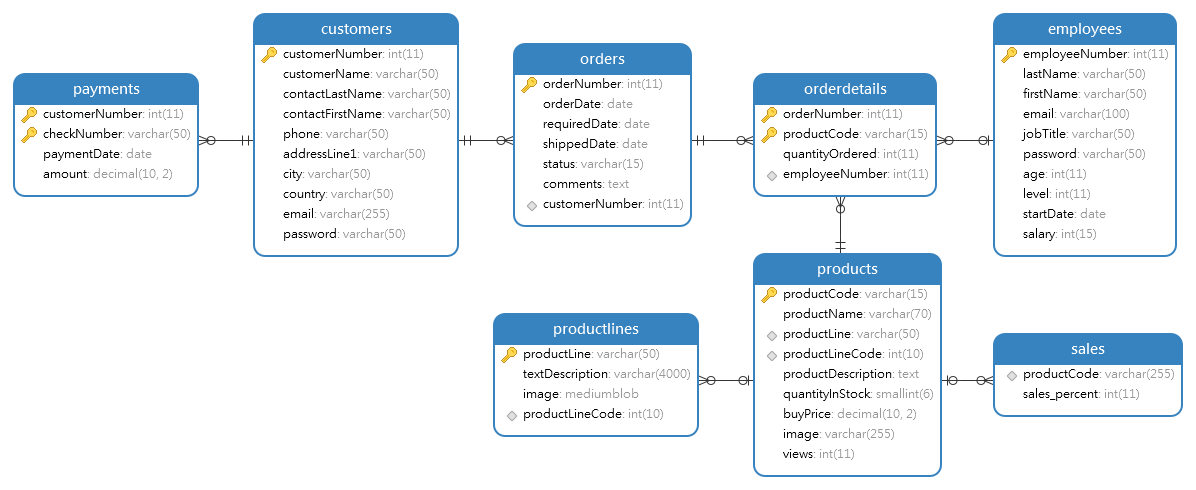 payments
customerNumber: int(11)
checkNumber: varchar(50)
paymentDate: date
amount: decimal(10, 2)
customers
customerNumber: int(11)
customerName: varchar(50)
contactLastName: varchar(50)
contactFirstName: varchar(50)
phone: varchar(50)
addressLine1: varchar(50)
city: varchar(50)
country: varchar(50)
email: varchar(255)
password: varchar(50)
orders
orderNumber: int(11)
orderDate: date
requiredDate: date
shippedDate: date
status: varchar(15)
comments: text
customerNumber: int(11)
orderdetails
orderNumber: int(11)
productCode: varchar(15)
quantityOrdered: int(11)
employeeNumber: int(11)
employees
employeeNumber: int(11)
lastName: varchar(50)
firstName: varchar(50)
email: varchar(100)
jobTitle: varchar(50)
password: varchar(50)
age: int(11)
level: int(11)
startDate: date
salary: int(15)
productlines
productLine: varchar(50)
textDescription: varchar(4000)
image: mediumblob
productLineCode: int(10)
products
productCode: varchar(15)
productName: varchar(70)
productLine: varchar(50)
productLineCode: int(10)
productDescription: text
quantityInStock: smallint(6)
buyPrice: decimal(10, 2)
image: varchar(255)
views: int(11)
sales
productCode: varchar(255)
sales_percent: int(11)